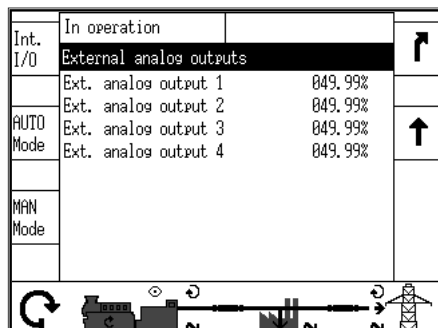 Int.
I/O
In operation
External analog outputs
Ext. analog output 1 049.99%
Ext. analog output 2 049.99%
Ext. analog output 3 049.99%
Ext. analog output 4 049.99%
AUTO
Mode
MAN
Mode